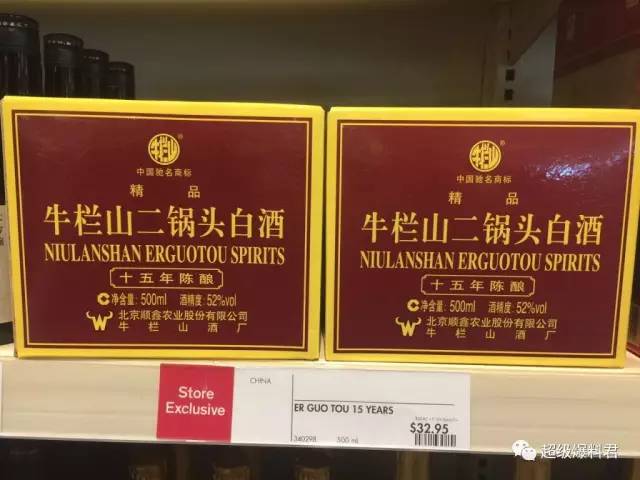 牛栏山®
中国驰名商标
精品
牛栏山二锅头白酒
NIULANSHAN ERGUOTOU SPIRITS
十五年陈酿
净含量: 500ml 酒精度: 52%vol
北京顺鑫农业股份有限公司
牛栏山酒厂
牛栏山®
中国驰名商标
精品
牛栏山二锅头白酒
NIULANSHAN ERGUOTOU SPIRITS
十五年陈酿
净含量: 500ml 酒精度: 52%vol
北京顺鑫农业股份有限公司
牛栏山酒厂
Store
Exclusive
CHINA
ER GUO TOU 15 YEARS
$32.95
340298 500 ml
超级爆料君